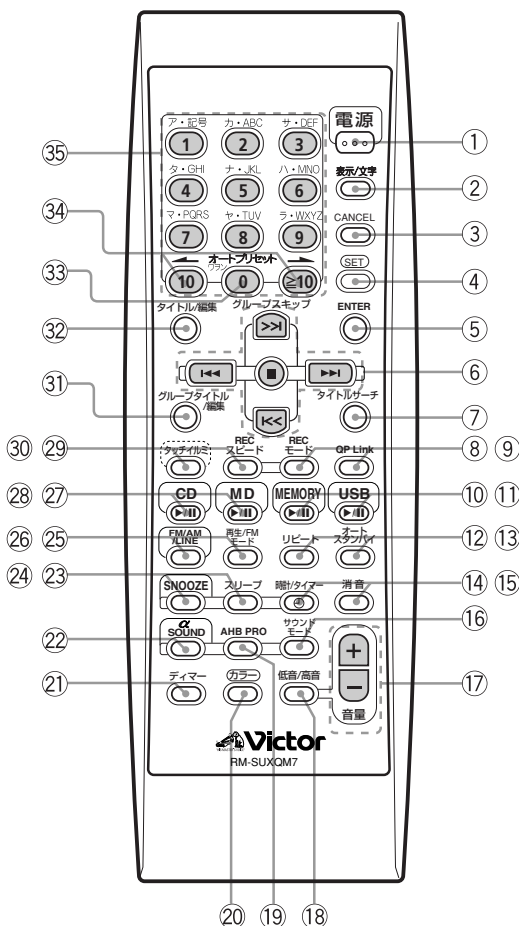 電源
ア・記号 カ・ABC サ・DEF
1 2 3
①
タ・GHI ナ・JKL ハ・MNO
4 5 6
表示/文字
②
マ・PQRS ヤ・TUV ラ・WXYZ
7 8 9
CANCEL
③
㉟
㉞
オートプリセット
ワヲン
10 0 ≧10
SET
④
㉝
タイトル/編集
グループスキップ
ENTER
⑤
㉜
⑥
グループタイトル
/編集
タイトルサーチ
⑦
㉛
タッチイルミ
REC
スピード
REC
モード
QP Link
㉚ ㉙
⑧ ⑨
CD MD MEMORY USB
㉘ ㉗
⑩ ⑪
FM/AM
/LINE
再生/FM
モード
リピート
オート
スタンバイ
㉖ ㉕
⑫ ⑬
SNOOZE スリープ 時計/タイマー 消音
㉔ ㉓
⑭ ⑮
α
SOUND
AHB PRO
サウンド
モード
⑯
㉒
ディマー カラー 低音/高音
音量
㉑
⑰
Victor
RM-SUXQM7
⑳ ⑲ ⑱